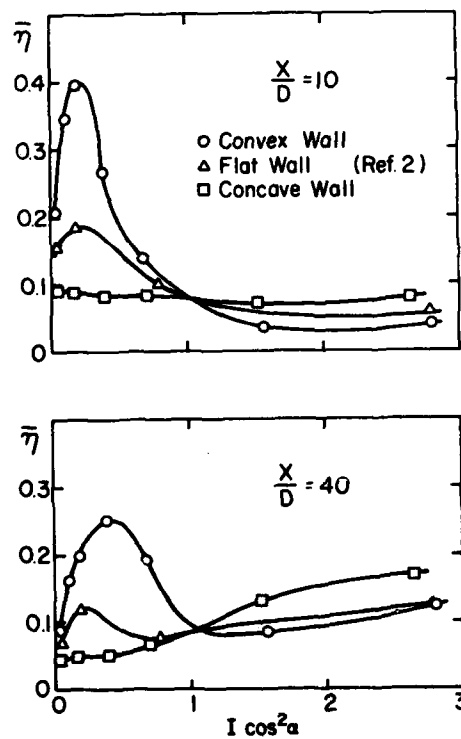 η̅
0.4
0.3
0.2
0.1
0
X/D = 10
○ Convex Wall
△ Flat Wall (Ref. 2)
□ Concave Wall
η̅
0.3
0.2
0.1
0
X/D = 40
0 1 2 3
I cos²α